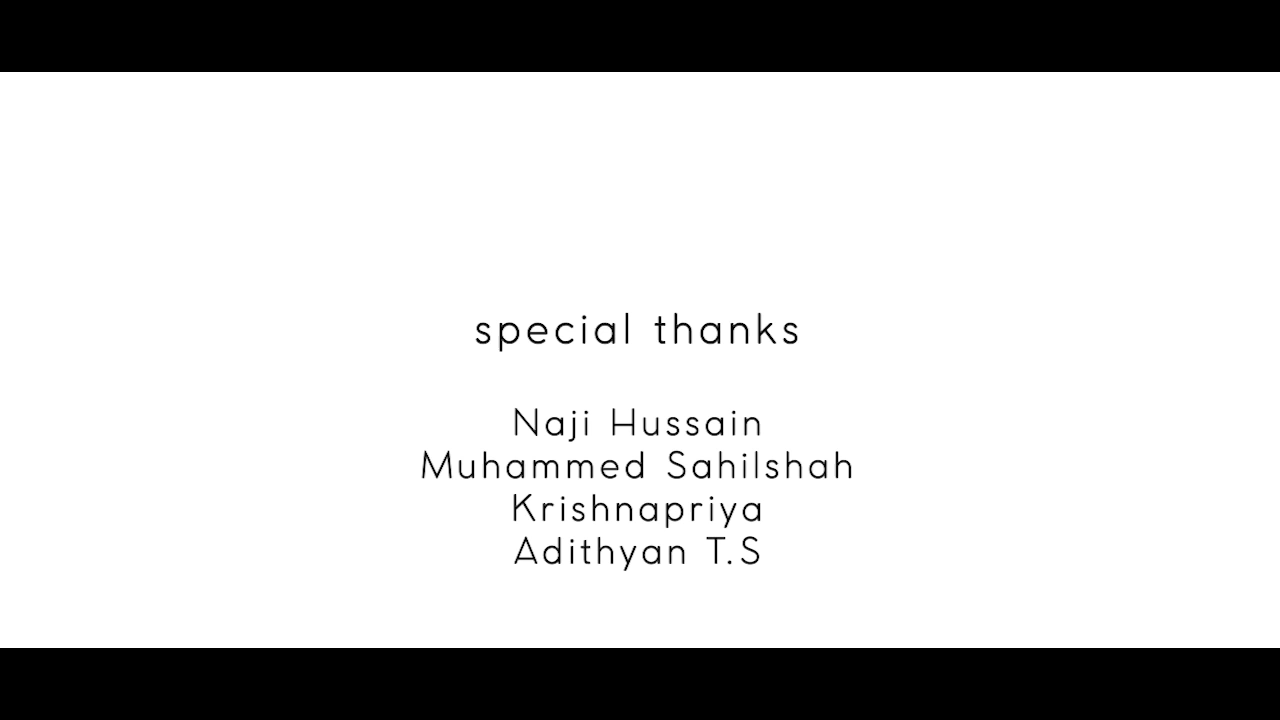 special thanks
Naji Hussain
Muhammed Sahilshah
Krishnapriya
Adithyan T.S